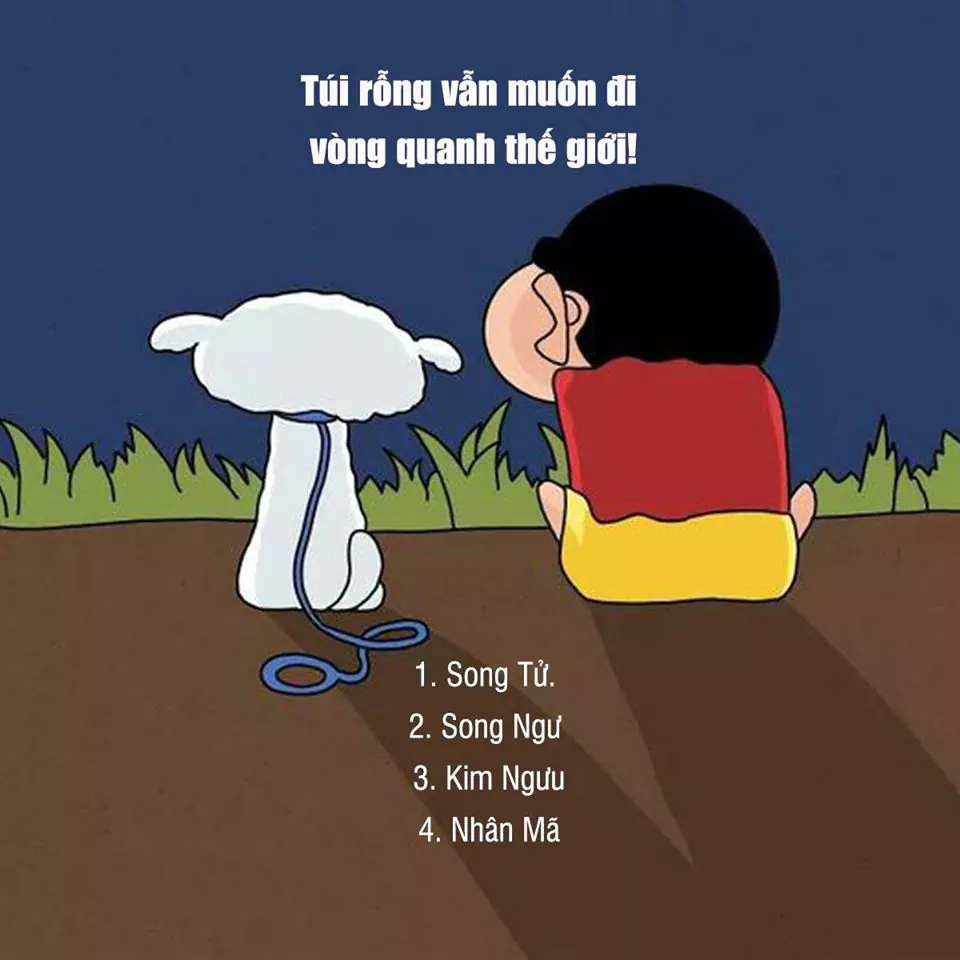 Túi rỗng vẫn muốn đi
vòng quanh thế giới!
1. Song Tử.
2. Song Ngư
3. Kim Ngưu
4. Nhân Mã